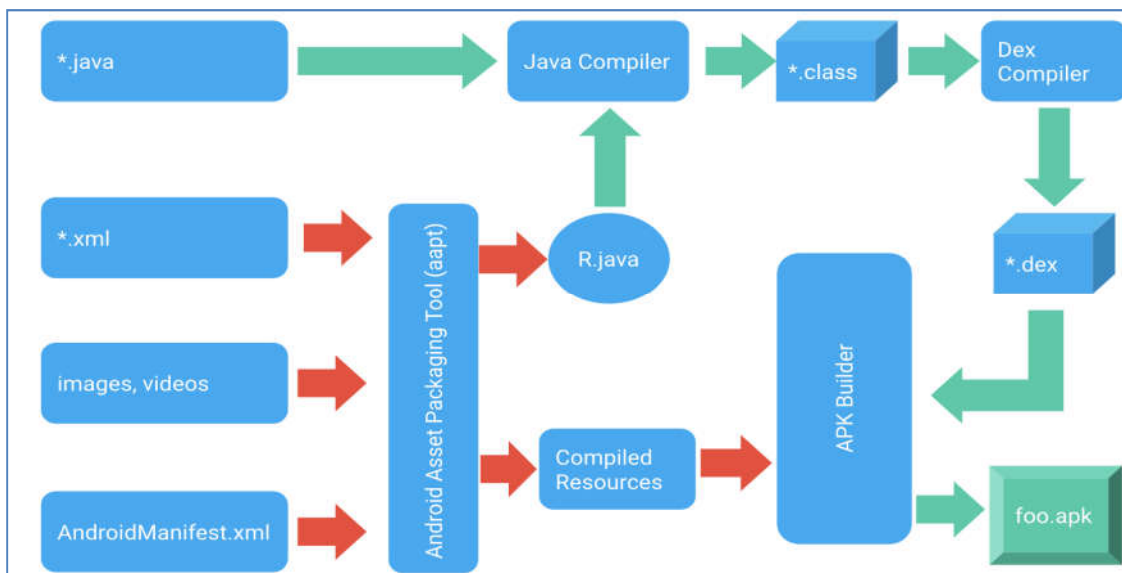 *.java
Java Compiler
*.class
Dex
Compiler
*.xml
Android Asset Packaging Tool (aapt)
R.java
*.dex
images, videos
APK Builder
Compiled
Resources
AndroidManifest.xml
foo.apk